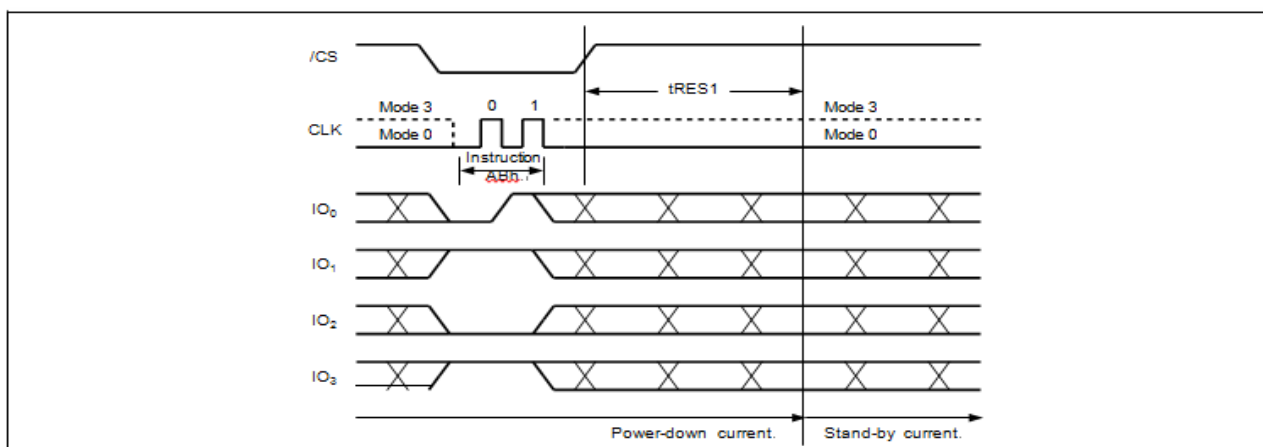 /CS
tRES1
Mode 3 0 1 Mode 3
CLK
Mode 0 Mode 0
Instruction
ABh.
IO₀
IO₁
IO₂
IO₃
Power-down current. Stand-by current.